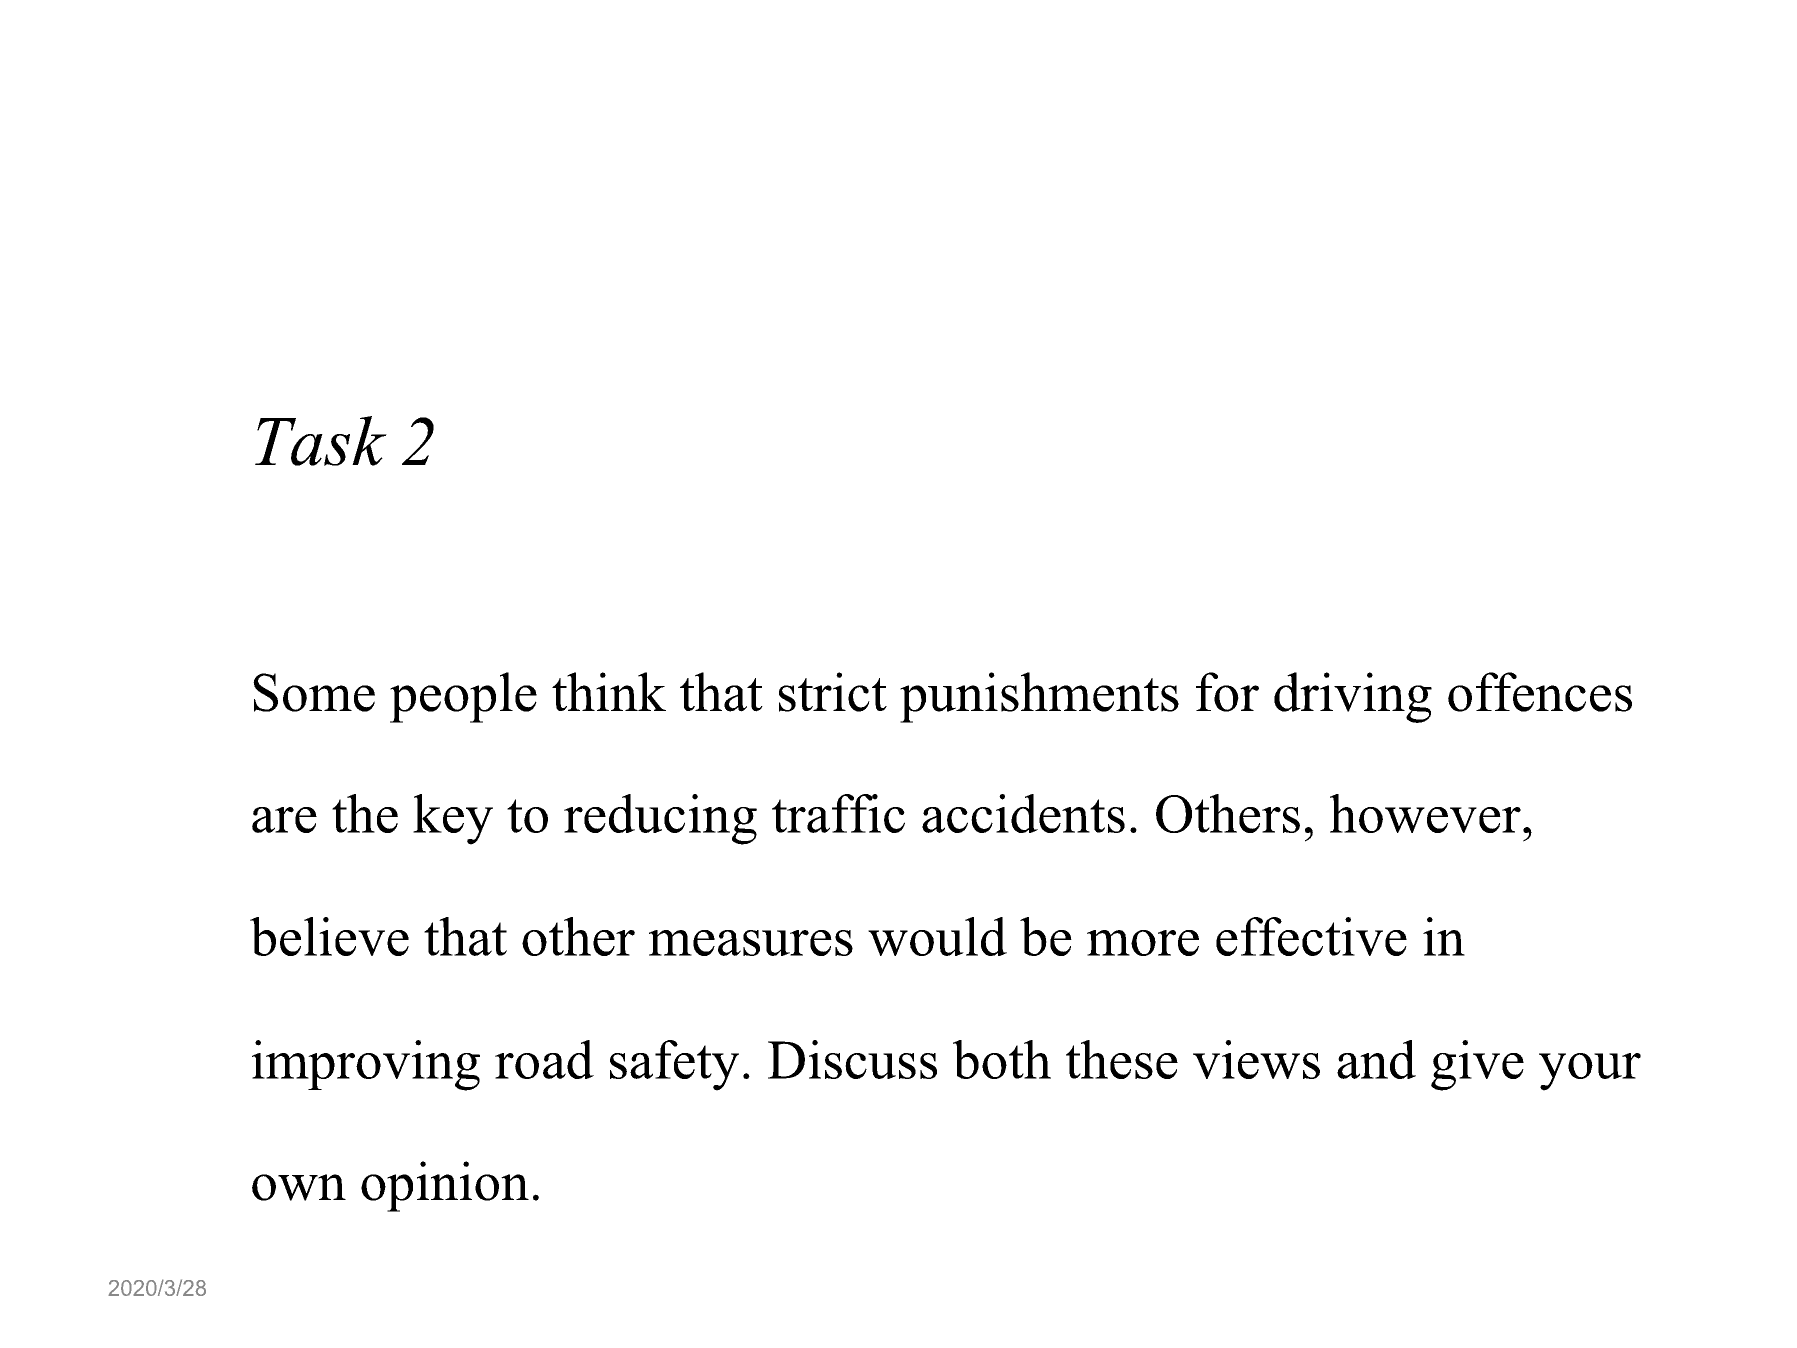 Task 2
Some people think that strict punishments for driving offences
are the key to reducing traffic accidents. Others, however,
believe that other measures would be more effective in
improving road safety. Discuss both these views and give your
own opinion.
2020/3/28